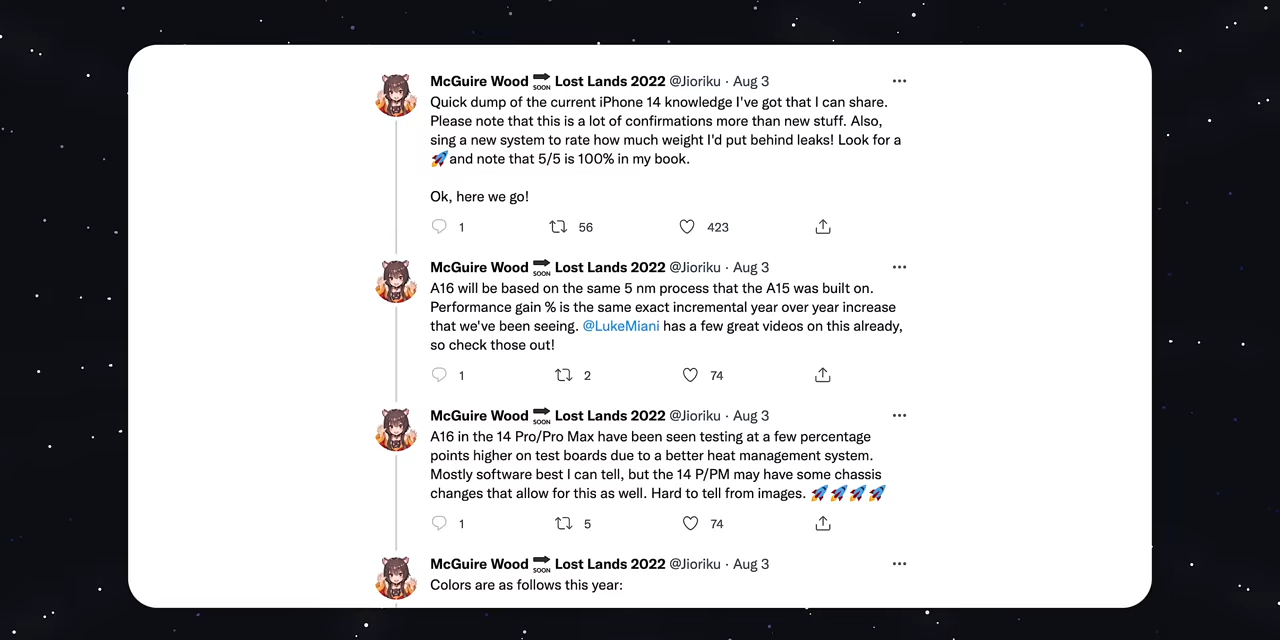 McGuire Wood 🔜 Lost Lands 2022 @Jioriku · Aug 3
Quick dump of the current iPhone 14 knowledge I've got that I can share.
Please note that this is a lot of confirmations more than new stuff. Also,
sing a new system to rate how much weight I'd put behind leaks! Look for a
🚀and note that 5/5 is 100% in my book.
Ok, here we go!
1 56 423
McGuire Wood 🔜 Lost Lands 2022 @Jioriku · Aug 3
A16 will be based on the same 5 nm process that the A15 was built on.
Performance gain % is the same exact incremental year over year increase
that we've been seeing. @LukeMiani has a few great videos on this already,
so check those out!
1 2 74
McGuire Wood 🔜 Lost Lands 2022 @Jioriku · Aug 3
A16 in the 14 Pro/Pro Max have been seen testing at a few percentage
points higher on test boards due to a better heat management system.
Mostly software best I can tell, but the 14 P/PM may have some chassis
changes that allow for this as well. Hard to tell from images. 🚀🚀🚀🚀
1 5 74
McGuire Wood 🔜 Lost Lands 2022 @Jioriku · Aug 3
Colors are as follows this year: